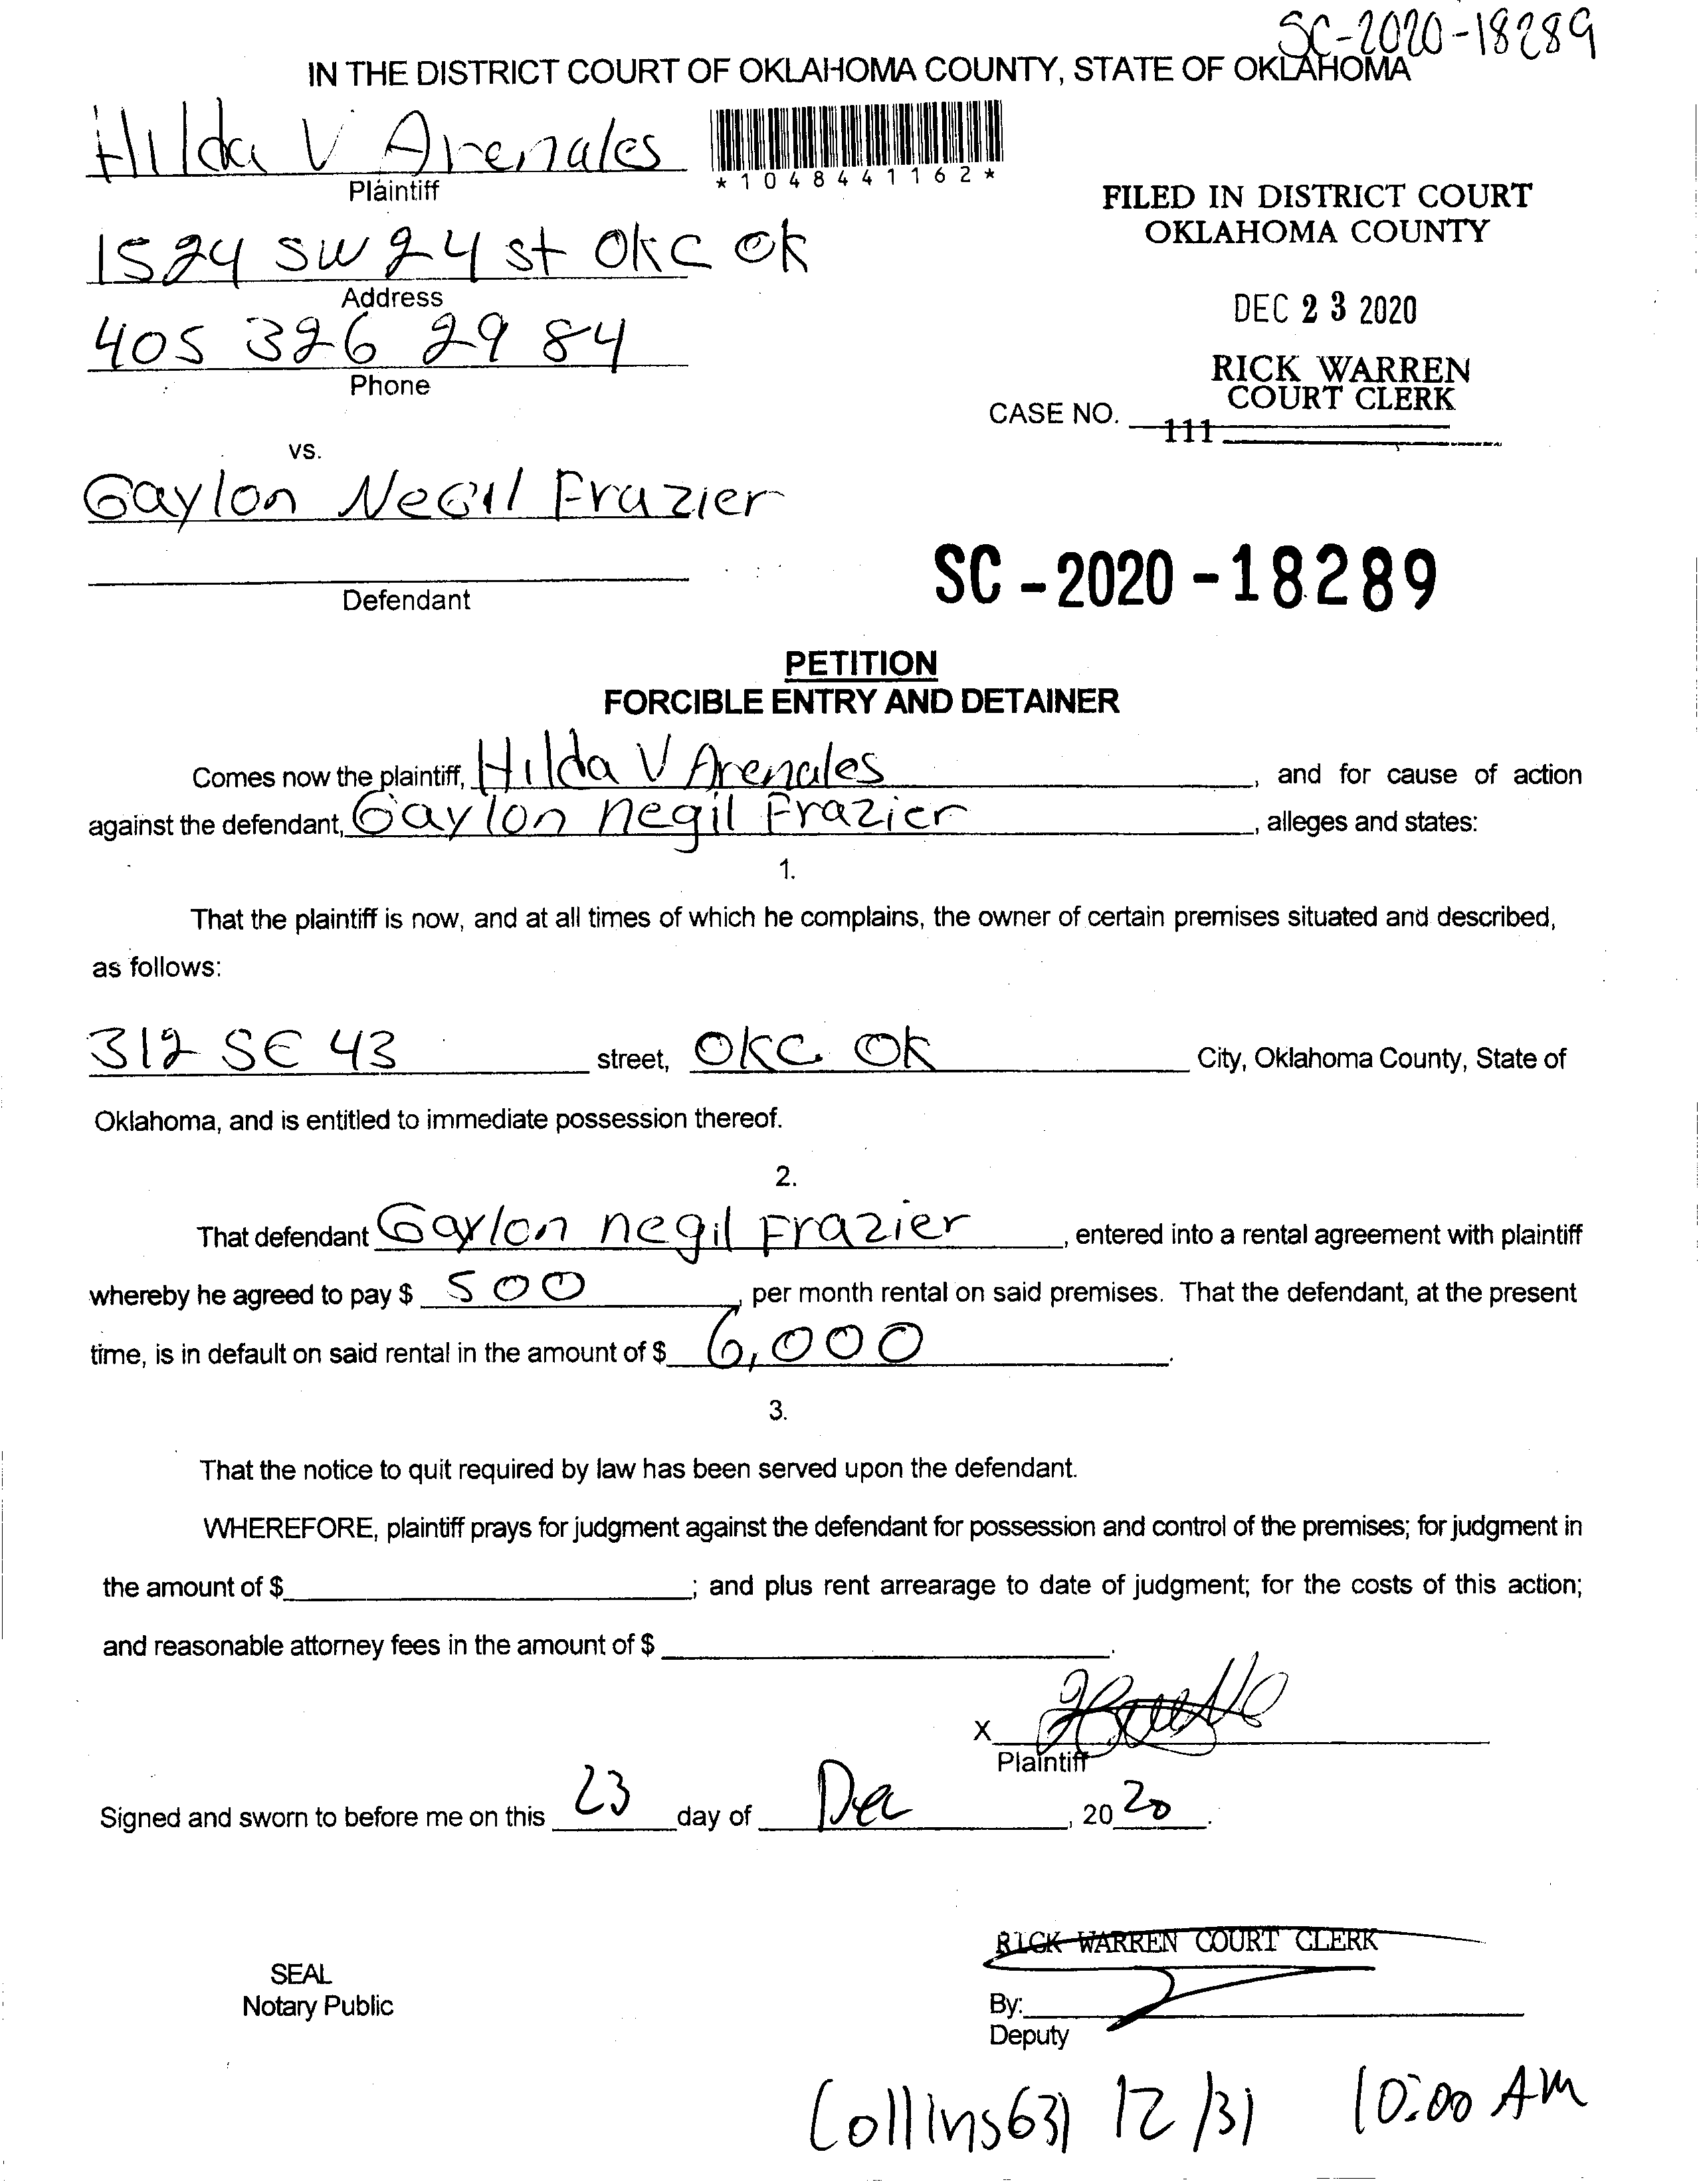 SC-2020-18289
IN THE DISTRICT COURT OF OKLAHOMA COUNTY, STATE OF OKLAHOMA
Hilda V Arenales
Plaintiff
*1048441162*
FILED IN DISTRICT COURT
OKLAHOMA COUNTY
1524 SW 24 st OKC OK
Address
DEC 23 2020
405 326 29 84
Phone
RICK WARREN
COURT CLERK
CASE NO.
111
vs.
Gaylon Negil Frazier
Defendant
SC-2020-18289
PETITION
FORCIBLE ENTRY AND DETAINER
Comes now the plaintiff, Hilda V Arenales, and for cause of action
against the defendant, Gaylon negil Frazier, alleges and states:
1.
That the plaintiff is now, and at all times of which he complains, the owner of certain premises situated and described,
as follows:
312 SE 43 street, OKC OK City, Oklahoma County, State of
Oklahoma, and is entitled to immediate possession thereof.
2.
That defendant Gaylon negil Frazier, entered into a rental agreement with plaintiff
whereby he agreed to pay $ 500, per month rental on said premises. That the defendant, at the present
time, is in default on said rental in the amount of $ 6,000.
3.
That the notice to quit required by law has been served upon the defendant.
WHEREFORE, plaintiff prays for judgment against the defendant for possession and control of the premises; for judgment in
the amount of $; and plus rent arrearage to date of judgment; for the costs of this action;
and reasonable attorney fees in the amount of $.
X
Plaintiff
Signed and sworn to before me on this 23 day of Dec, 2020.
RICK WARREN COURT CLERK
SEAL
Notary Public
By:
Deputy
Collins 631 12/31 10:00 AM